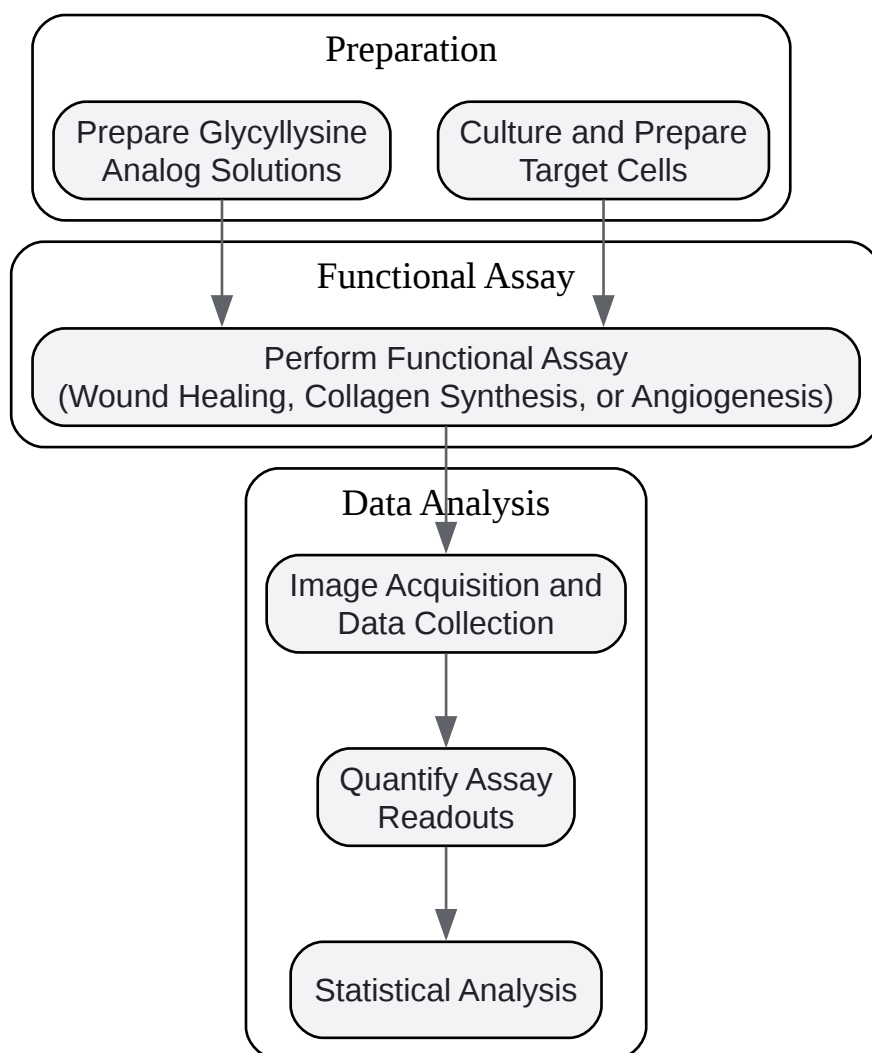 Preparation
Prepare Glycyllysine
Analog Solutions
Culture and Prepare
Target Cells
Functional Assay
Perform Functional Assay
(Wound Healing, Collagen Synthesis, or Angiogenesis)
Data Analysis
Image Acquisition and
Data Collection
Quantify Assay
Readouts
Statistical Analysis